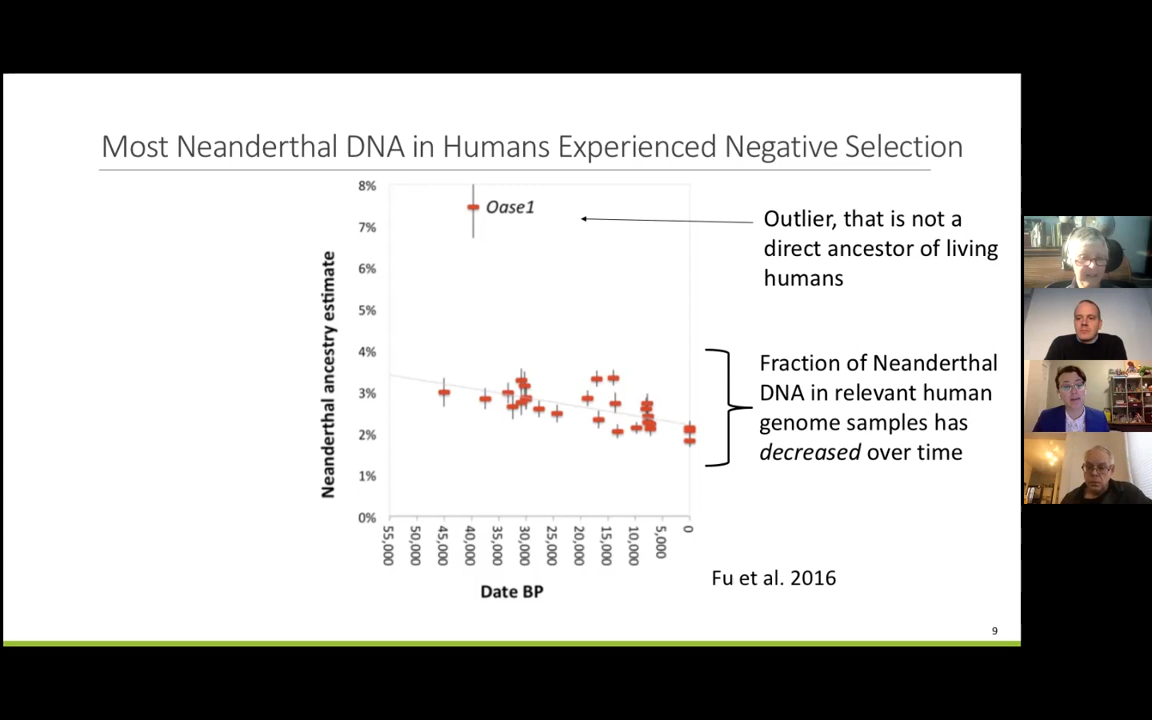 Most Neanderthal DNA in Humans Experienced Negative Selection
8%
7%
6%
5%
4%
3%
2%
1%
0%
Neanderthal ancestry estimate
Oase1
55,000
50,000
45,000
40,000
35,000
30,000
25,000
20,000
15,000
10,000
5,000
0
Date BP
Outlier, that is not a
direct ancestor of living
humans
Fraction of Neanderthal
DNA in relevant human
genome samples has
decreased over time
Fu et al. 2016
9